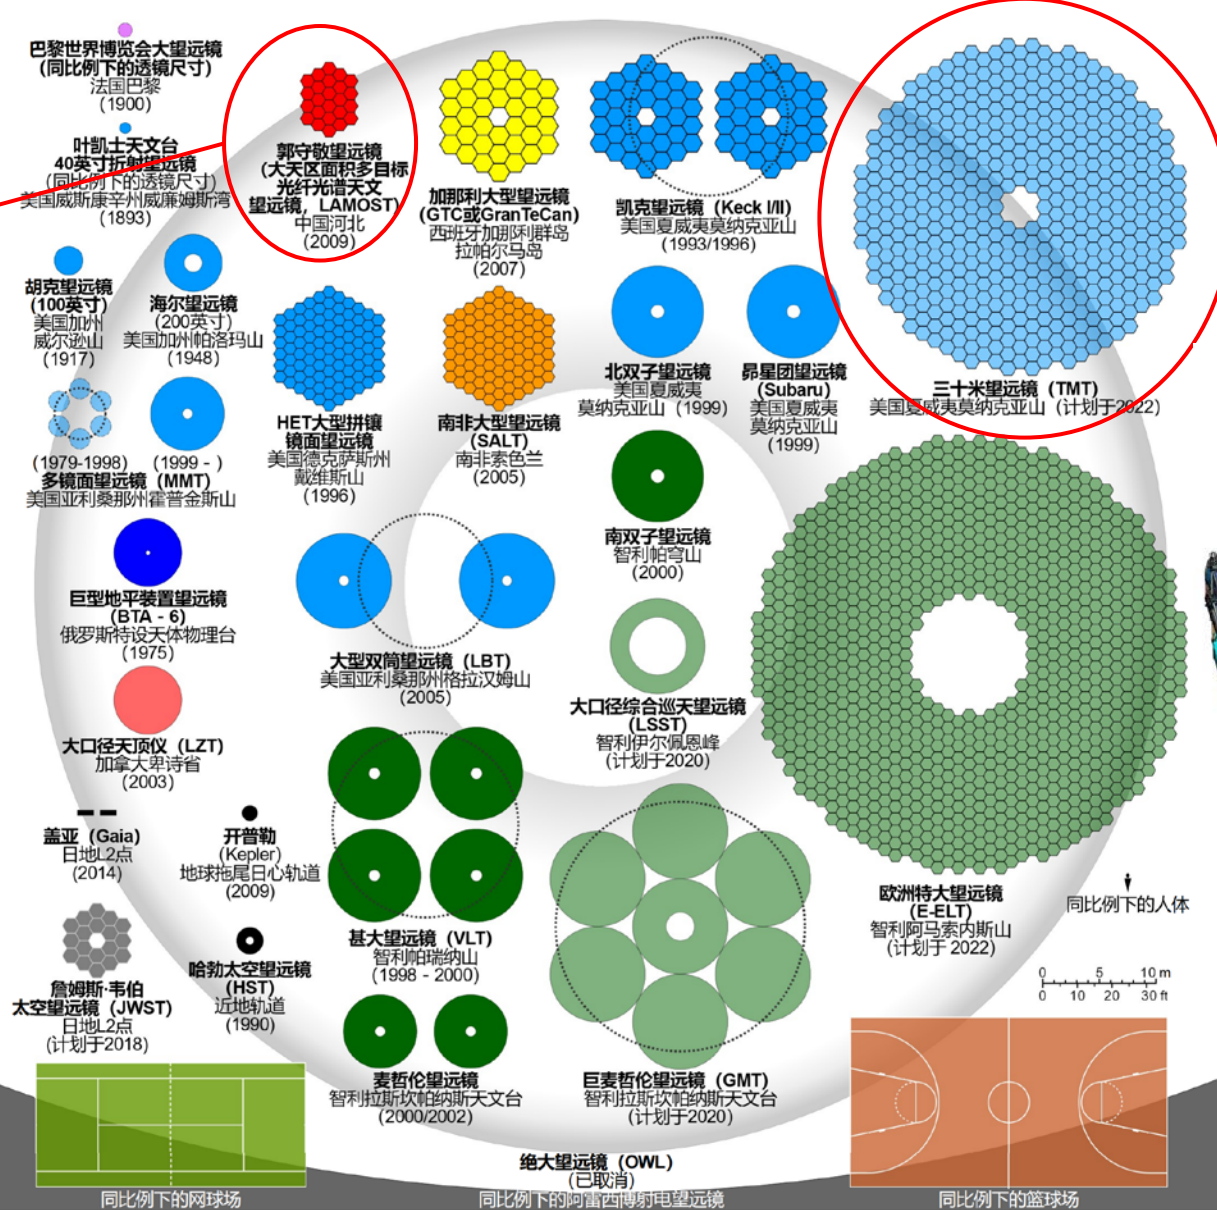 巴黎世界博览会大望远镜
(同比例下的透镜尺寸)
法国巴黎
(1900)
叶凯士天文台
40英寸折射望远镜
(同比例下的透镜尺寸)
美国威斯康辛州威廉姆斯湾
(1893)
郭守敬望远镜
(大天区面积多目标
光纤光谱天文
望远镜，LAMOST)
中国河北
(2009)
加那利大型望远镜
(GTC或GranTeCan)
西班牙加那利群岛
拉帕尔马岛
(2007)
凯克望远镜（Keck I/II）
美国夏威夷莫纳克亚山
(1993/1996)
三十米望远镜（TMT）
美国夏威夷莫纳克亚山（计划于2022）
胡克望远镜
(100英寸)
美国加州
威尔逊山
(1917)
海尔望远镜
(200英寸)
美国加州帕洛玛山
(1948)
HET大型拼镶
镜面望远镜
美国德克萨斯州
戴维斯山
(1996)
南非大型望远镜
(SALT)
南非索色兰
(2005)
北双子望远镜
美国夏威夷
莫纳克亚山（1999）
昴星团望远镜
(Subaru)
美国夏威夷
莫纳克亚山
(1999)
(1979-1998)
(1999 - )
多镜面望远镜（MMT）
美国亚利桑那州霍普金斯山
南双子望远镜
智利帕穹山
(2000)
巨型地平装置望远镜
(BTA - 6)
俄罗斯特设天体物理台
(1975)
大型双筒望远镜（LBT）
美国亚利桑那州格拉汉姆山
(2005)
大口径综合巡天望远镜
(LSST)
智利伊尔佩恩峰
(计划于2020)
大口径天顶仪（LZT）
加拿大卑诗省
(2003)
盖亚（Gaia）
日地L2点
(2014)
开普勒
(Kepler)
地球拖尾日心轨道
(2009)
甚大望远镜（VLT）
智利帕瑞纳山
(1998 - 2000)
欧洲特大望远镜
(E-ELT)
智利阿马索内斯山
(计划于 2022)
同比例下的人体
詹姆斯·韦伯
太空望远镜（JWST）
日地L2点
(计划于2018)
哈勃太空望远镜
(HST)
近地轨道
(1990)
0 5 10 m
0 10 20 30 ft
麦哲伦望远镜
智利拉斯坎帕纳斯天文台
(2000/2002)
巨麦哲伦望远镜（GMT）
智利拉斯坎帕纳斯天文台
(计划于2020)
绝大望远镜（OWL）
(已取消)
同比例下的网球场
同比例下的阿雷西博射电望远镜
同比例下的篮球场